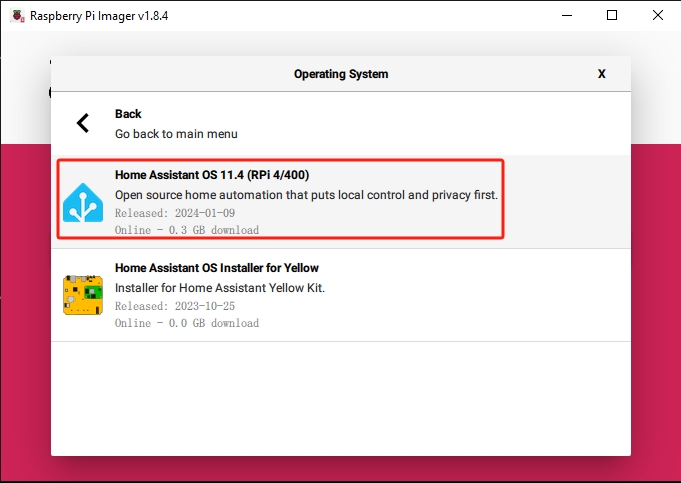 Raspberry Pi Imager v1.8.4
Operating System
X
Back
Go back to main menu
Home Assistant OS 11.4 (RPi 4/400)
Open source home automation that puts local control and privacy first.
Released: 2024-01-09
Online - 0.3 GB download
Home Assistant OS Installer for Yellow
Installer for Home Assistant Yellow Kit.
Released: 2023-10-25
Online - 0.0 GB download